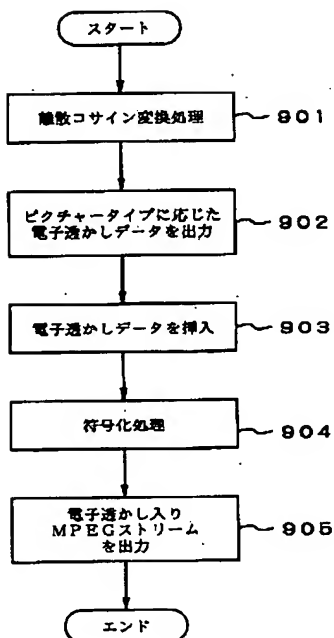 スタート
離散コサイン変換処理
901
ピクチャータイプに応じた
電子透かしデータを出力
902
電子透かしデータを挿入
903
符号化処理
904
電子透かし入り
MPEGストリーム
を出力
905
エンド